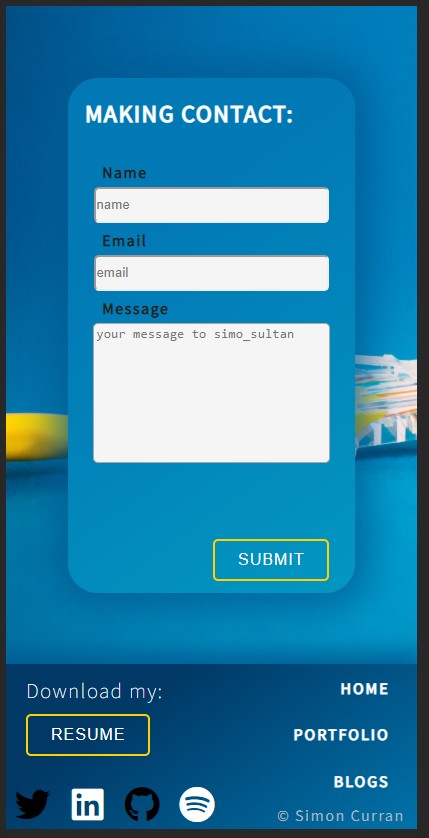 MAKING CONTACT:
Name
name
Email
email
Message
your message to simo_sultan
SUBMIT
Download my:
RESUME
HOME
PORTFOLIO
BLOGS
© Simon Curran